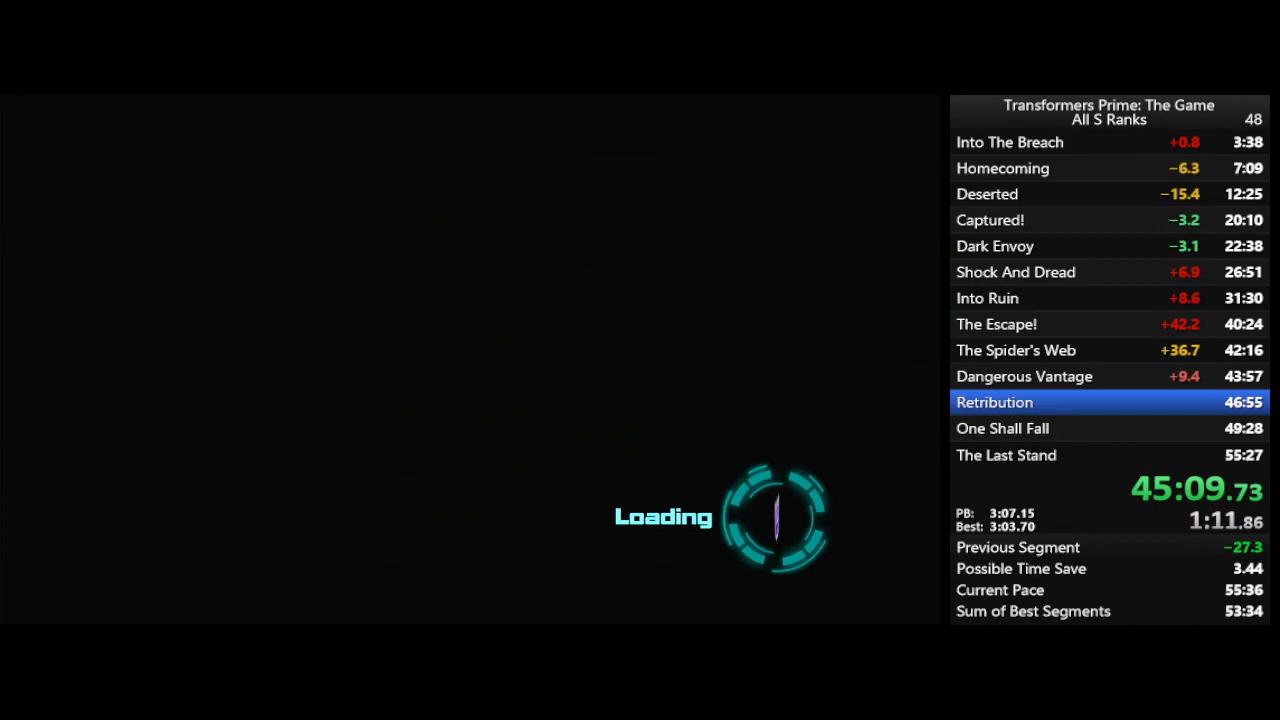 Transformers Prime: The Game
All S Ranks 48
Into The Breach +0.8 3:38
Homecoming −6.3 7:09
Deserted −15.4 12:25
Captured! −3.2 20:10
Dark Envoy −3.1 22:38
Shock And Dread +6.9 26:51
Into Ruin +8.6 31:30
The Escape! +42.2 40:24
The Spider's Web +36.7 42:16
Dangerous Vantage +9.4 43:57
Retribution 46:55
One Shall Fall 49:28
The Last Stand 55:27
45:09.73
PB: 3:07.15
Best: 3:03.70
1:11.86
Previous Segment −27.3
Possible Time Save 3.44
Current Pace 55:36
Sum of Best Segments 53:34
Loading